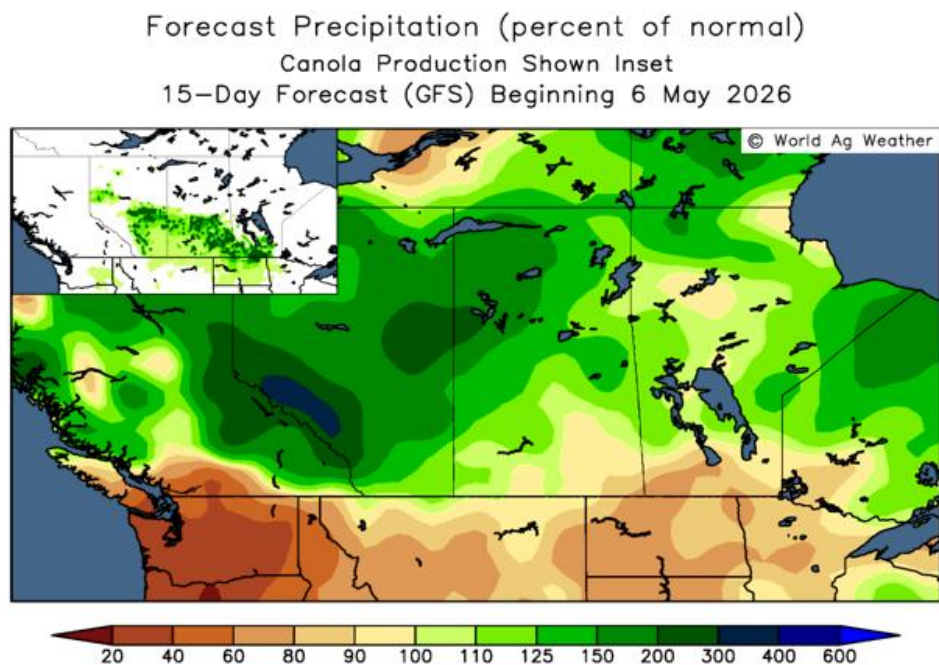 Forecast Precipitation (percent of normal)
Canola Production Shown Inset
15-Day Forecast (GFS) Beginning 6 May 2026
© World Ag Weather
20 40 60 80 90 100 110 125 150 200 300 400 600